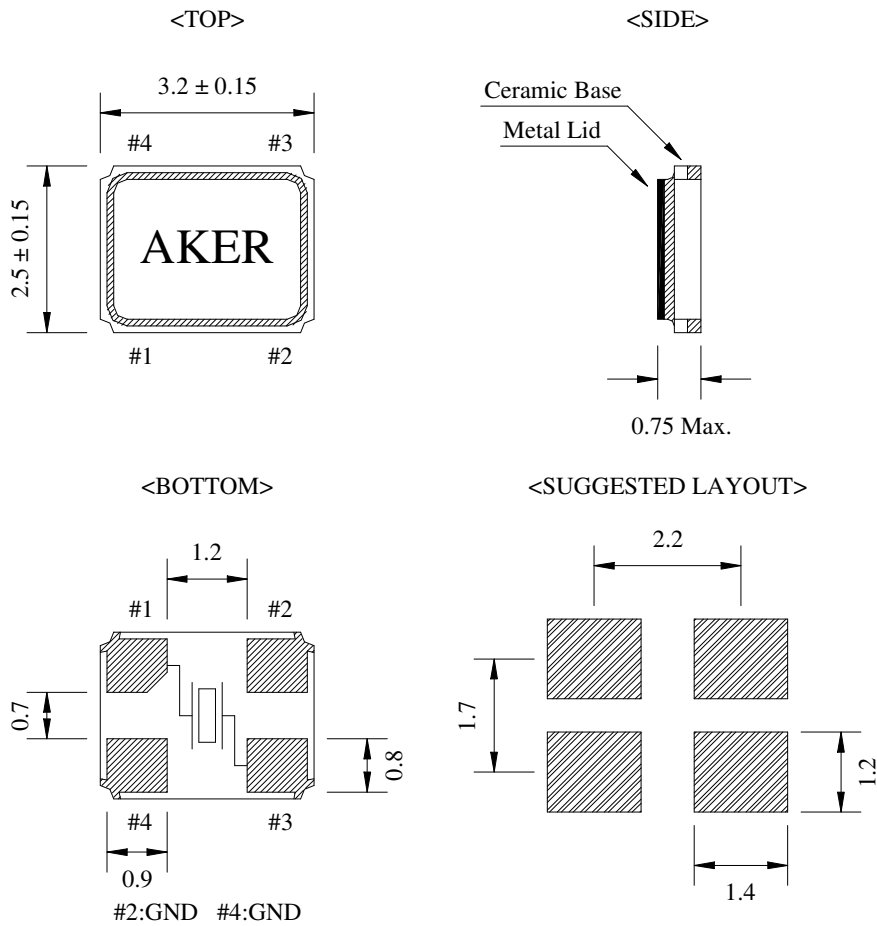 <TOP>
<SIDE>
3.2 ± 0.15
#4 #3
2.5 ± 0.15
AKER
#1 #2
Ceramic Base
Metal Lid
0.75 Max.
<BOTTOM>
<SUGGESTED LAYOUT>
1.2
#1 #2
0.7
0.8
#4 #3
0.9
#2:GND #4:GND
2.2
1.7
1.2
1.4